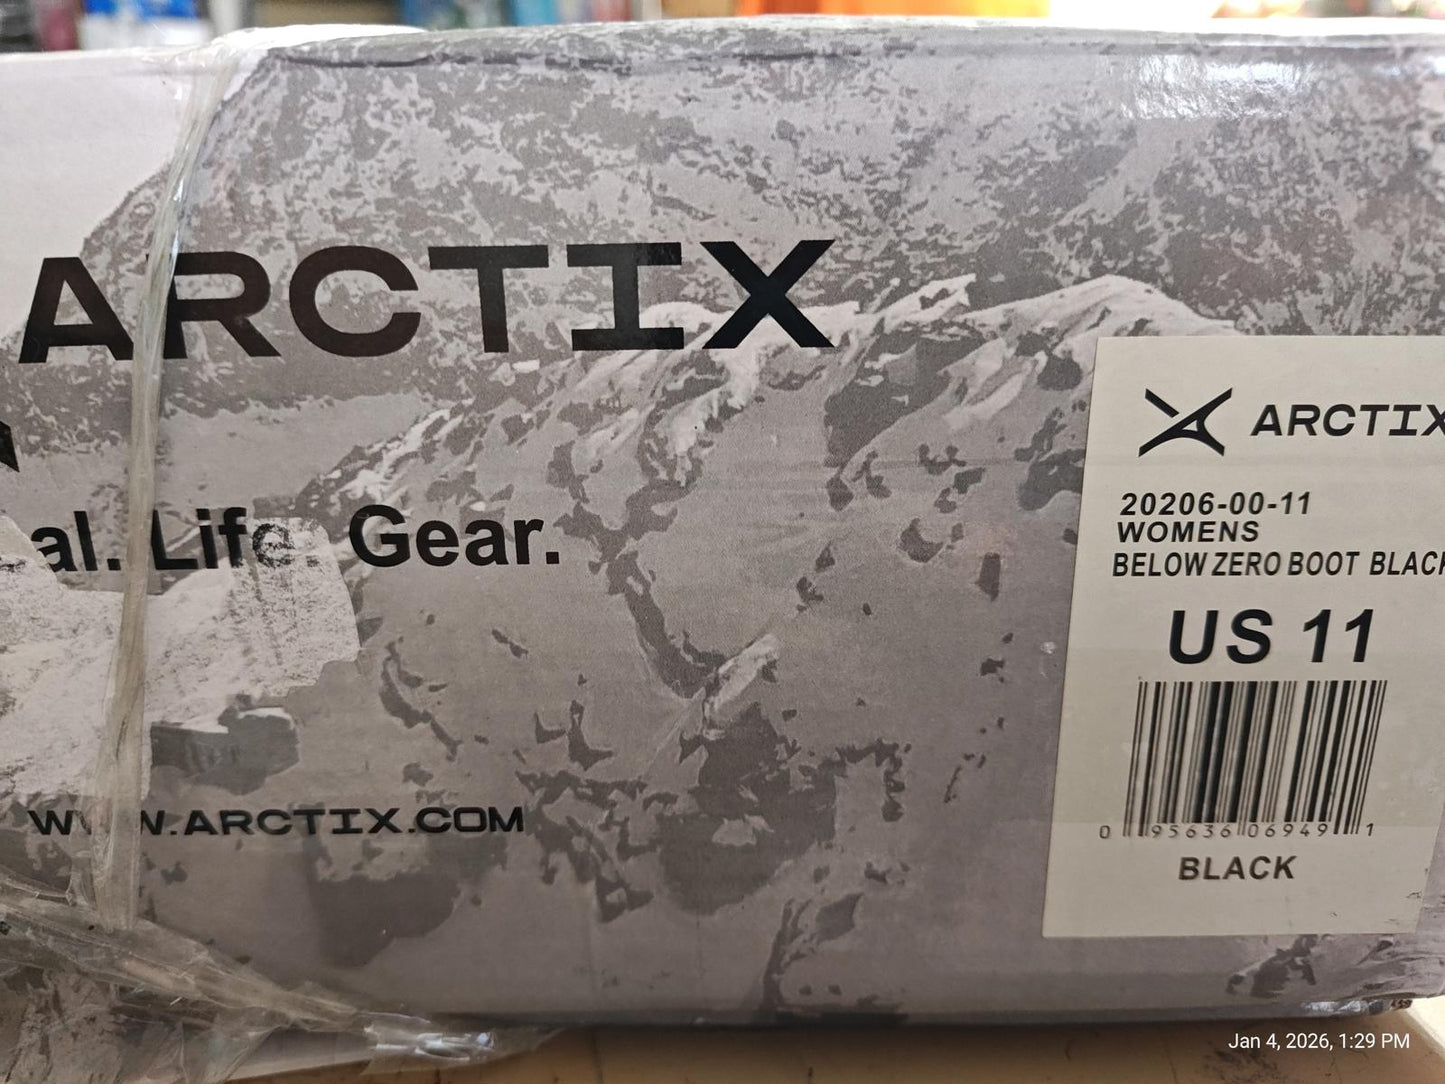 ARCTIX
al. Life. Gear.
WWW.ARCTIX.COM
ARCTIX
20206-00-11
WOMENS
BELOW ZERO BOOT BLACK
US 11
0 95636 06949 1
BLACK
Jan 4, 2026, 1:29 PM